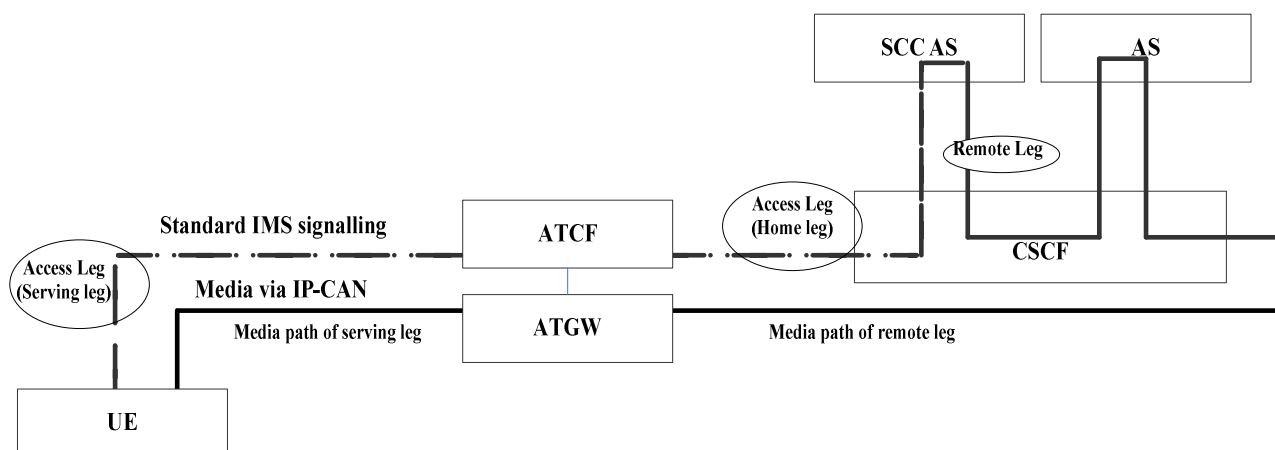 SCC AS
AS
Remote Leg
Access Leg
(Home leg)
Standard IMS signalling
ATCF
CSCF
Access Leg
(Serving leg)
Media via IP-CAN
Media path of serving leg
ATGW
Media path of remote leg
UE